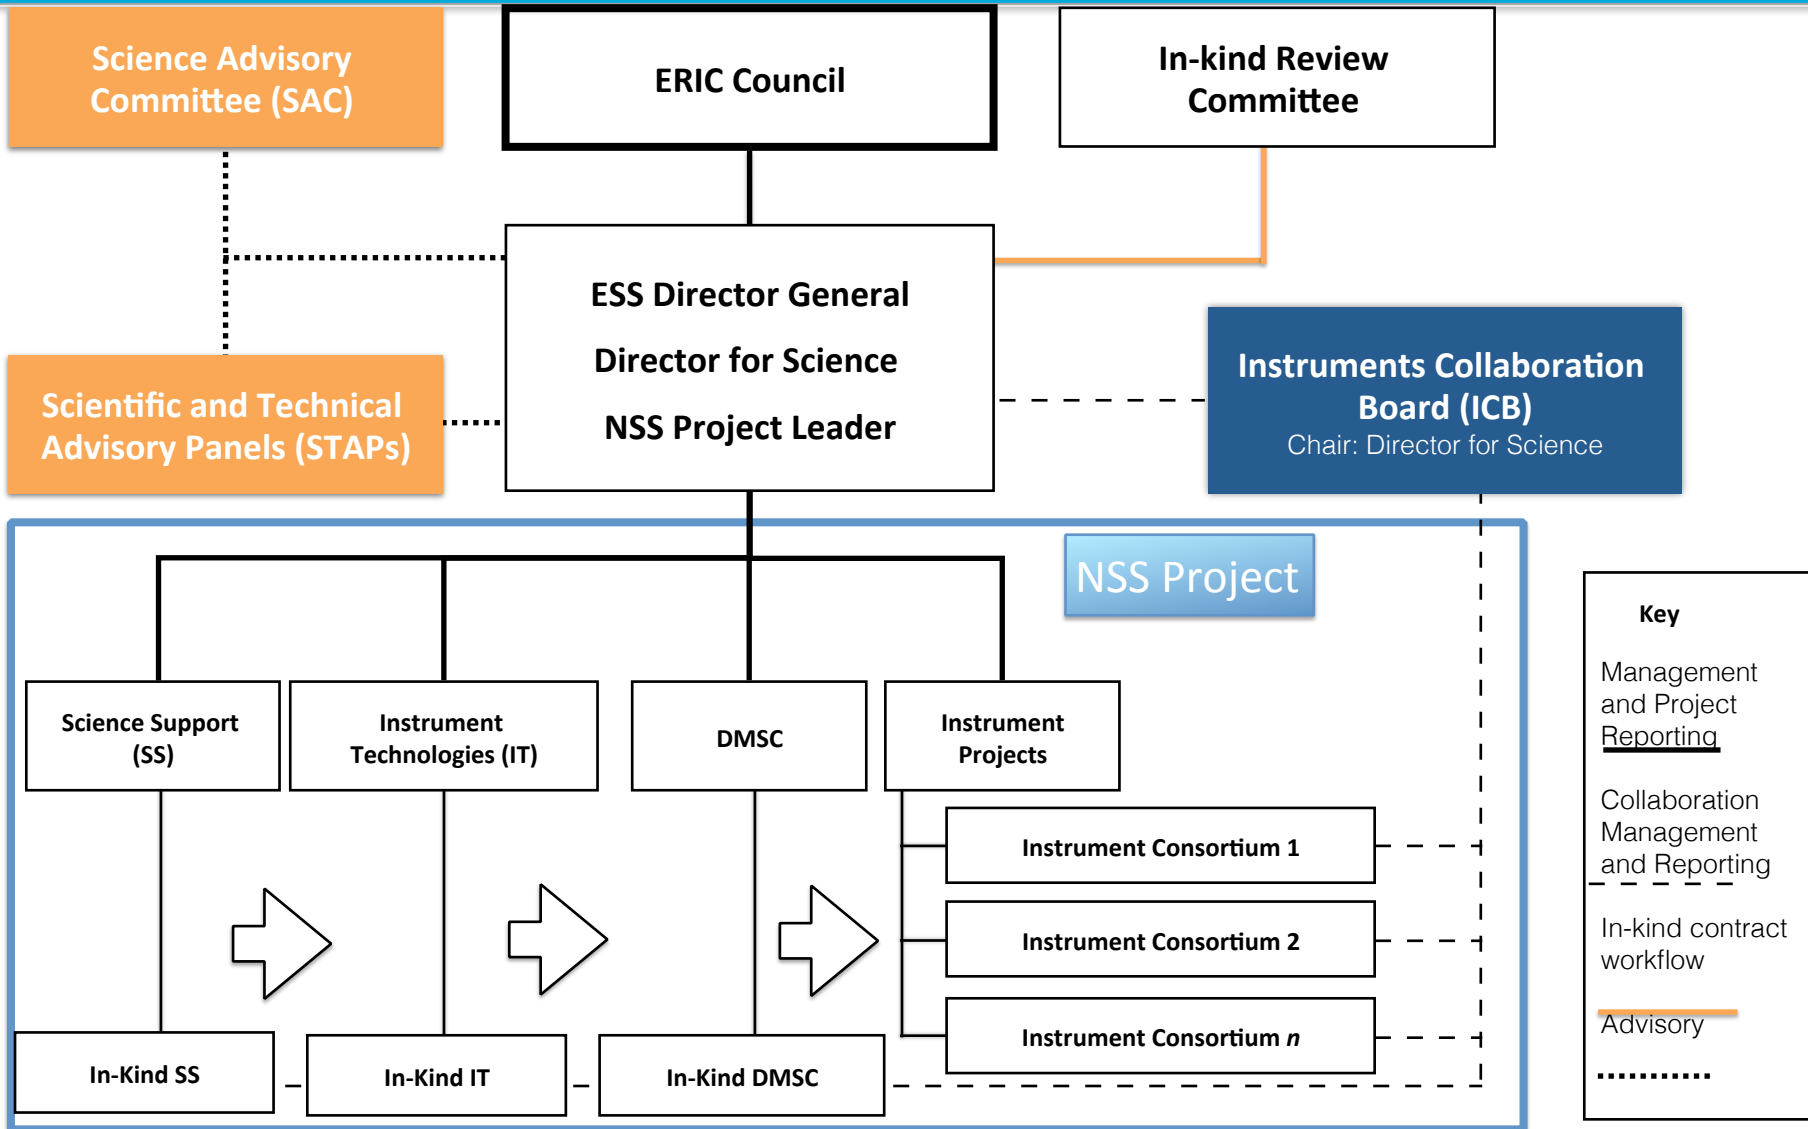 Science Advisory
Committee (SAC)
ERIC Council
In-kind Review
Committee
ESS Director General
Director for Science
NSS Project Leader
Scientific and Technical
Advisory Panels (STAPs)
Instruments Collaboration
Board (ICB)
Chair: Director for Science
NSS Project
Science Support
(SS)
Instrument
Technologies (IT)
DMSC
Instrument
Projects
Instrument Consortium 1
Instrument Consortium 2
Instrument Consortium n
In-Kind SS
In-Kind IT
In-Kind DMSC
Key
Management
and Project
Reporting
Collaboration
Management
and Reporting
In-kind contract
workflow
Advisory